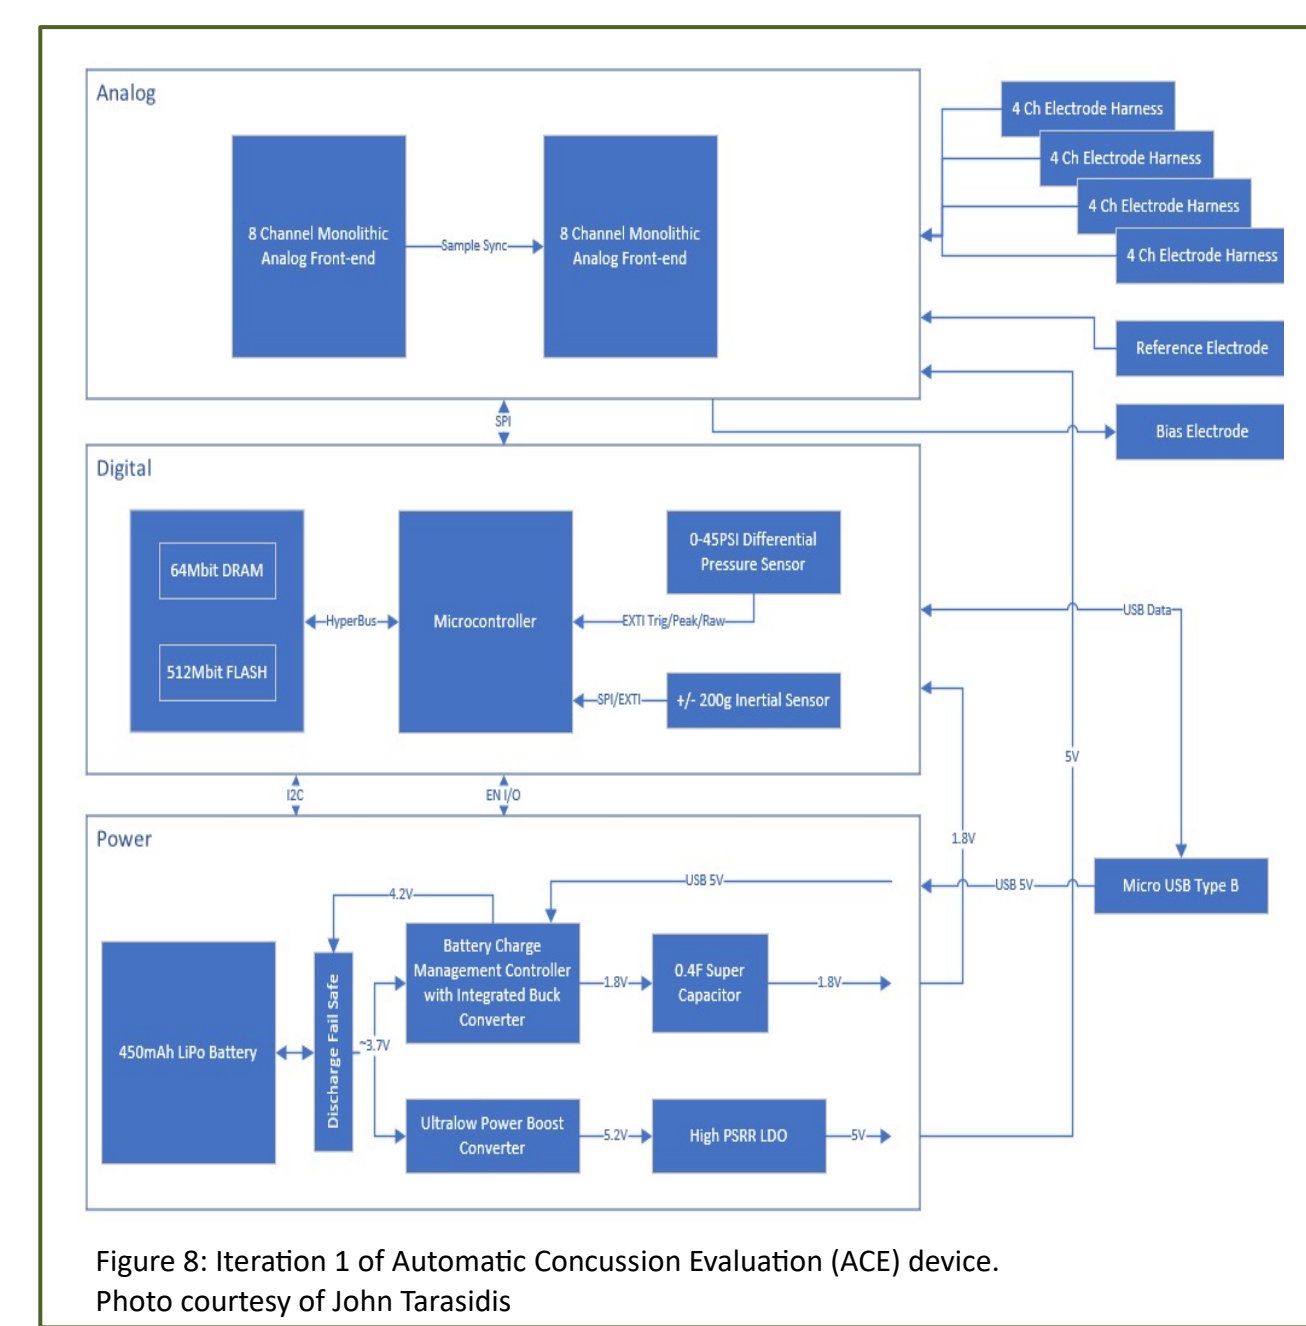 Analog
8 Channel Monolithic
Analog Front-end
Sample Sync
8 Channel Monolithic
Analog Front-end
4 Ch Electrode Harness
4 Ch Electrode Harness
4 Ch Electrode Harness
4 Ch Electrode Harness
Reference Electrode
Bias Electrode
SPI
Digital
64Mbit DRAM
512Mbit FLASH
HyperBus
Microcontroller
0-45PSI Differential
Pressure Sensor
EXTI Trig/Peak/Raw
SPI/EXTI
+/- 200g Inertial Sensor
USB Data
5V
1.8V
I2C
EN I/O
Power
4.2V
USB 5V
USB 5V
Micro USB Type B
450mAh LiPo Battery
Discharge Fail Safe
~3.7V
Battery Charge
Management Controller
with Integrated Buck
Converter
1.8V
0.4F Super
Capacitor
1.8V
Ultralow Power Boost
Converter
5.2V
High PSRR LDO
5V
Figure 8: Iteration 1 of Automatic Concussion Evaluation (ACE) device.
Photo courtesy of John Tarasidis